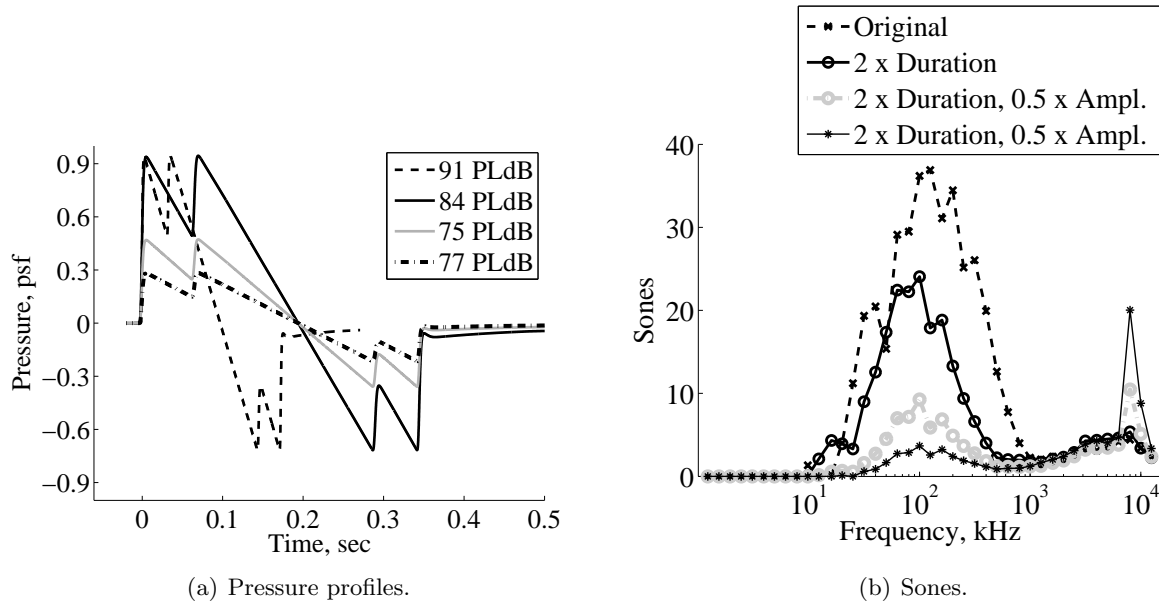 0.9
0.6
0.3
0
−0.3
−0.6
−0.9
Pressure, psf
0 0.1 0.2 0.3 0.4 0.5
Time, sec
91 PLdB
84 PLdB
75 PLdB
77 PLdB
(a) Pressure profiles.
Original
2 x Duration
2 x Duration, 0.5 x Ampl.
2 x Duration, 0.5 x Ampl.
40
30
20
10
0
Sones
10^1 10^2 10^3 10^4
Frequency, kHz
(b) Sones.